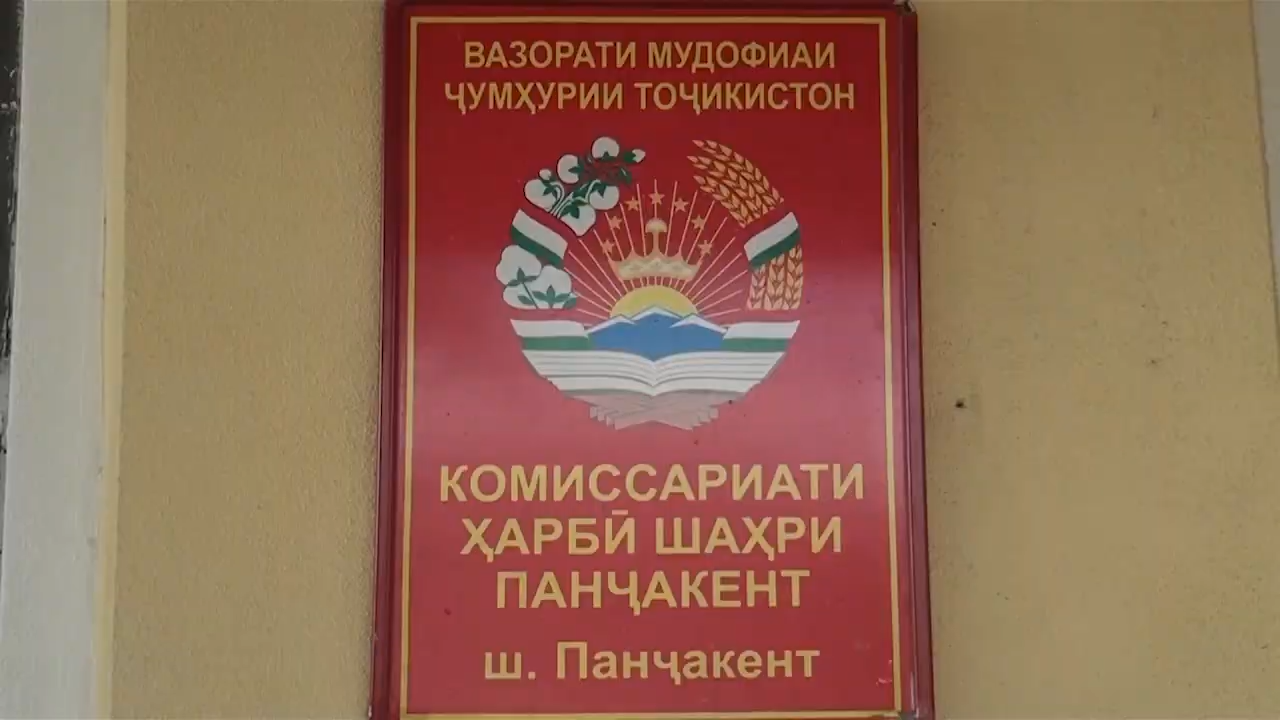 ВАЗОРАТИ МУДОФИАИ
ҶУМҲУРИИ ТОҶИКИСТОН
КОМИССАРИАТИ
ҲАРБӢ ШАҲРИ
ПАНҶАКЕНТ
ш. Панҷакент